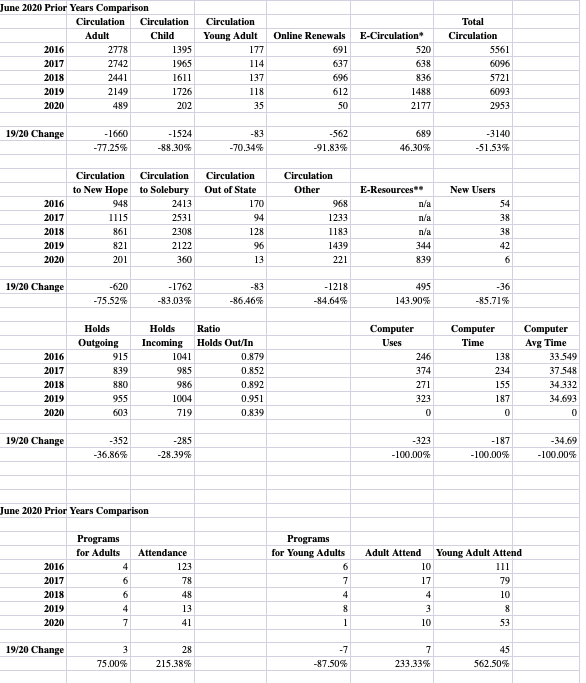 June 2020 Prior Years Comparison
Circulation Circulation Circulation Total
Adult Child Young Adult Online Renewals E-Circulation* Circulation
2016 2778 1395 177 691 520 5561
2017 2742 1965 114 637 638 6096
2018 2441 1611 137 696 836 5721
2019 2149 1726 118 612 1488 6093
2020 489 202 35 50 2177 2953
19/20 Change -1660 -1524 -83 -562 689 -3140
-77.25% -88.30% -70.34% -91.83% 46.30% -51.53%
Circulation Circulation Circulation Circulation
to New Hope to Solebury Out of State Other E-Resources** New Users
2016 948 2413 170 968 n/a 54
2017 1115 2531 94 1233 n/a 38
2018 861 2308 128 1183 n/a 38
2019 821 2122 96 1439 344 42
2020 201 360 13 221 839 6
19/20 Change -620 -1762 -83 -1218 495 -36
-75.52% -83.03% -86.46% -84.64% 143.90% -85.71%
Holds Holds Ratio Computer Computer Computer
Outgoing Incoming Holds Out/In Uses Time Avg Time
2016 915 1041 0.879 246 138 33.549
2017 839 985 0.852 374 234 37.548
2018 880 986 0.892 271 155 34.332
2019 955 1004 0.951 323 187 34.693
2020 603 719 0.839 0 0 0
19/20 Change -352 -285 -323 -187 -34.69
-36.86% -28.39% -100.00% -100.00% -100.00%
June 2020 Prior Years Comparison
Programs Programs
for Adults Attendance for Young Adults Adult Attend Young Adult Attend
2016 4 123 6 10 111
2017 6 78 7 17 79
2018 6 48 4 4 10
2019 4 13 8 3 8
2020 7 41 1 10 53
19/20 Change 3 28 -7 7 45
75.00% 215.38% -87.50% 233.33% 562.50%